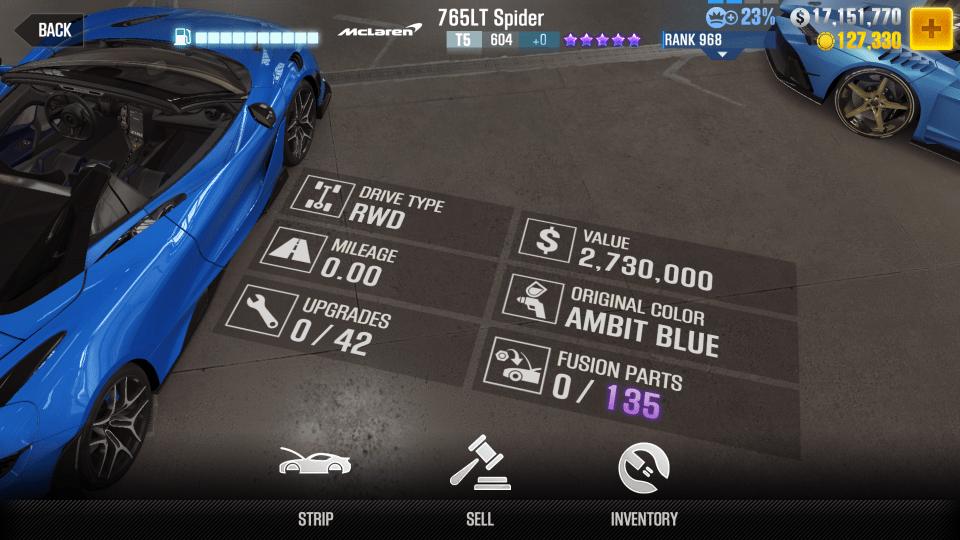 BACK
McLaren
765LT Spider
T5 604 +0
RANK 968
23%
$ 17,151,770
127,330
+
DRIVE TYPE
RWD
MILEAGE
0.00
UPGRADES
0/42
$
VALUE
2,730,000
ORIGINAL COLOR
AMBIT BLUE
FUSION PARTS
0/ 135
STRIP
SELL
INVENTORY